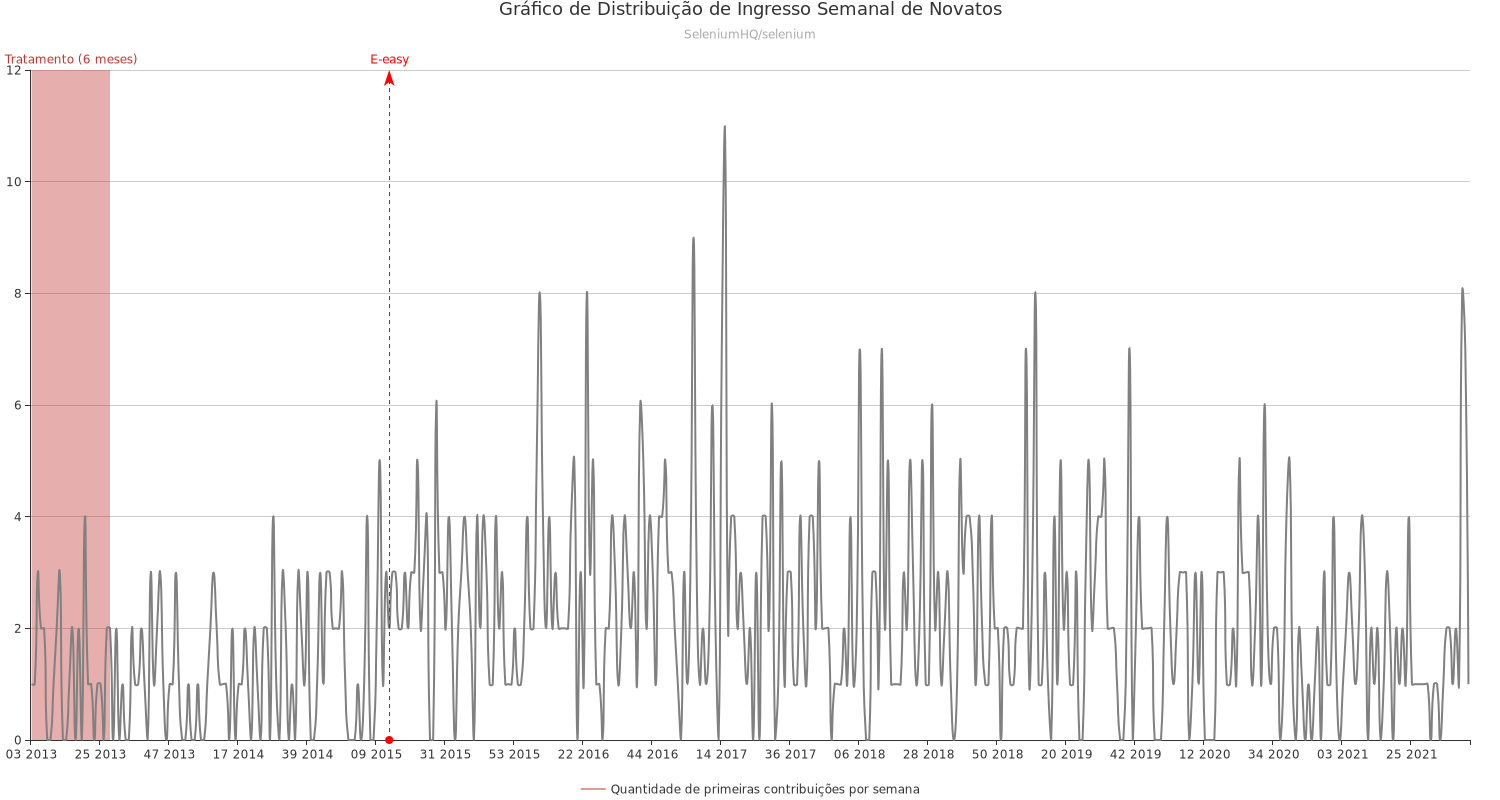 Gráfico de Distribuição de Ingresso Semanal de Novatos
SeleniumHQ/selenium
Tratamento (6 meses)
E-easy
12
10
8
6
4
2
0
03 2013 25 2013 47 2013 17 2014 39 2014 09 2015 31 2015 53 2015 22 2016 44 2016 14 2017 36 2017 06 2018 28 2018 50 2018 20 2019 42 2019 12 2020 34 2020 03 2021 25 2021
Quantidade de primeiras contribuições por semana